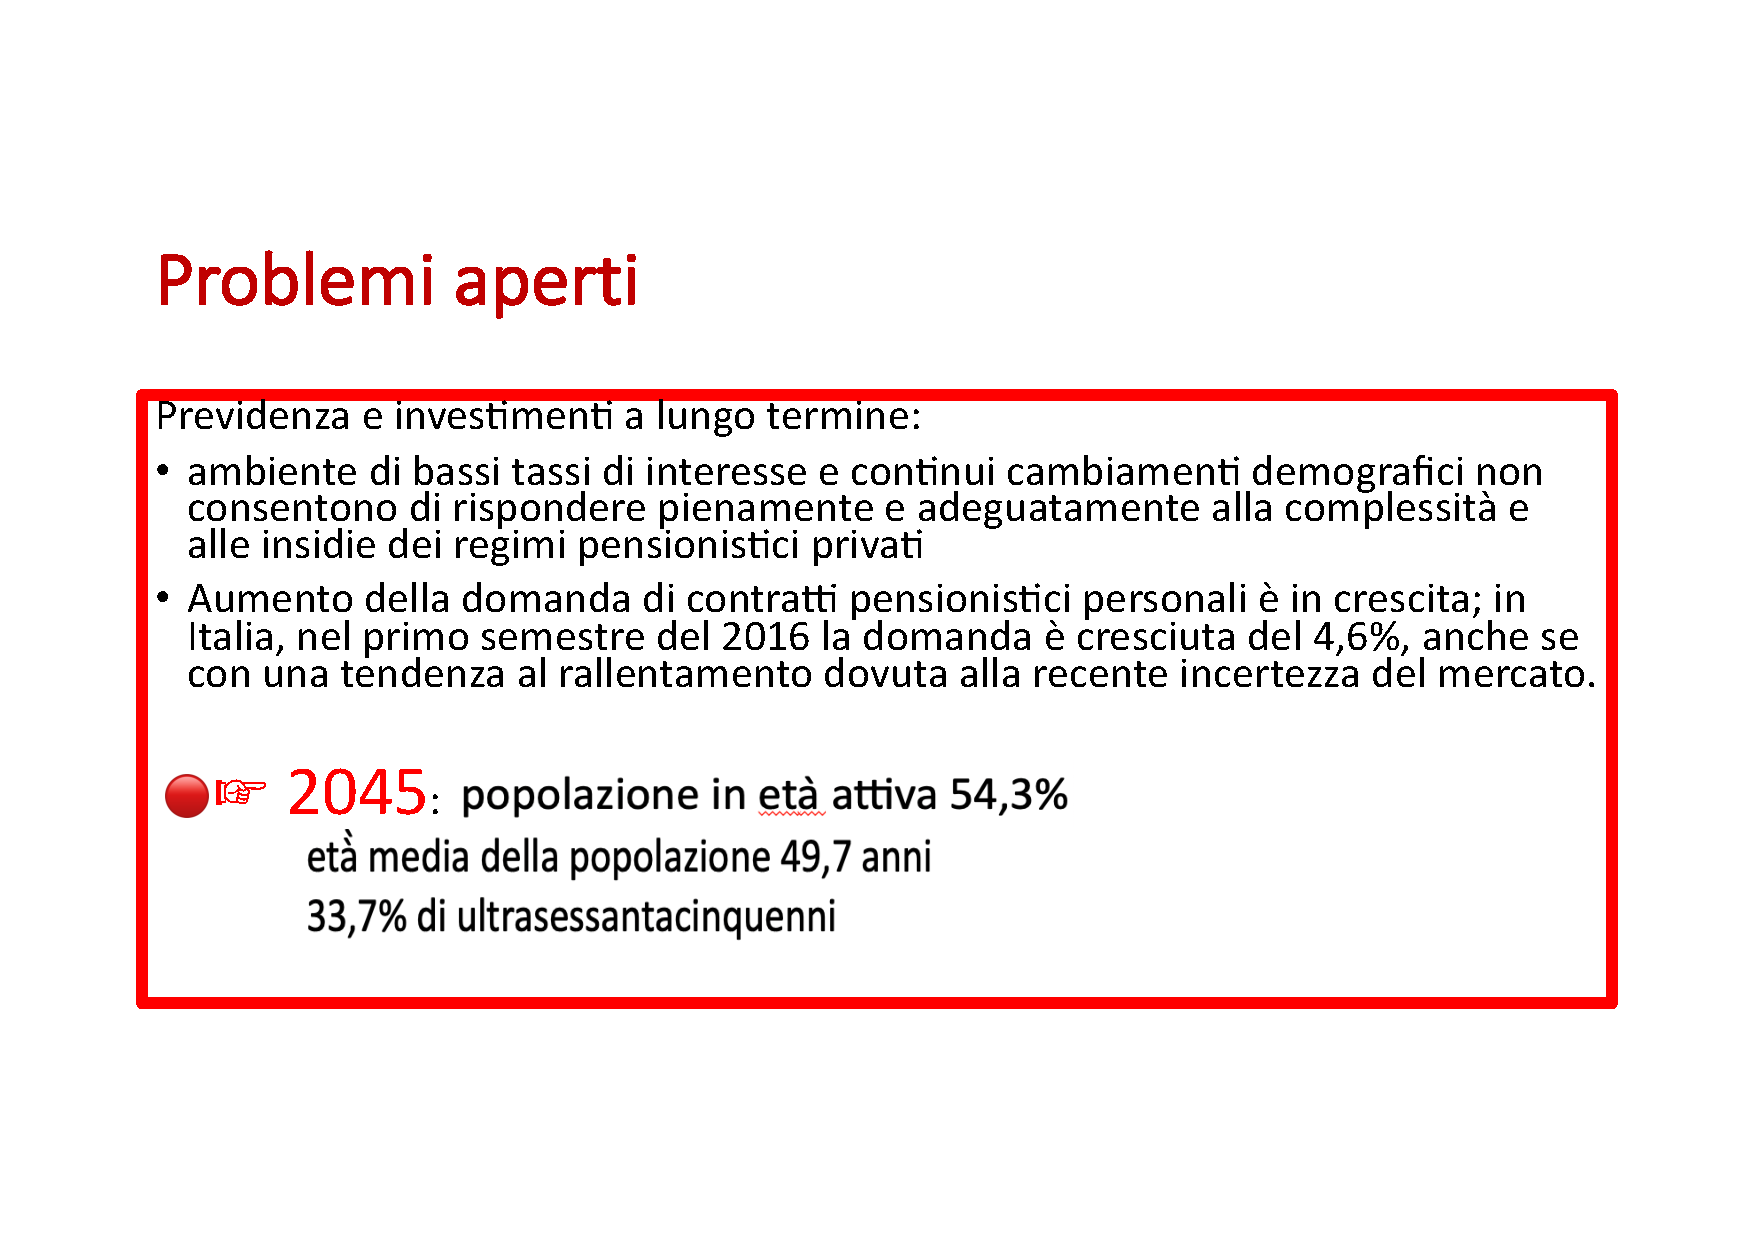 Problemi aperti
Previdenza e investimenti a lungo termine:
• ambiente di bassi tassi di interesse e continui cambiamenti demografici non
consentono di rispondere pienamente e adeguatamente alla complessità e
alle insidie dei regimi pensionistici privati
• Aumento della domanda di contratti pensionistici personali è in crescita; in
Italia, nel primo semestre del 2016 la domanda è cresciuta del 4,6%, anche se
con una tendenza al rallentamento dovuta alla recente incertezza del mercato.
☞ 2045: popolazione in età attiva 54,3%
età media della popolazione 49,7 anni
33,7% di ultrasessantacinquenni